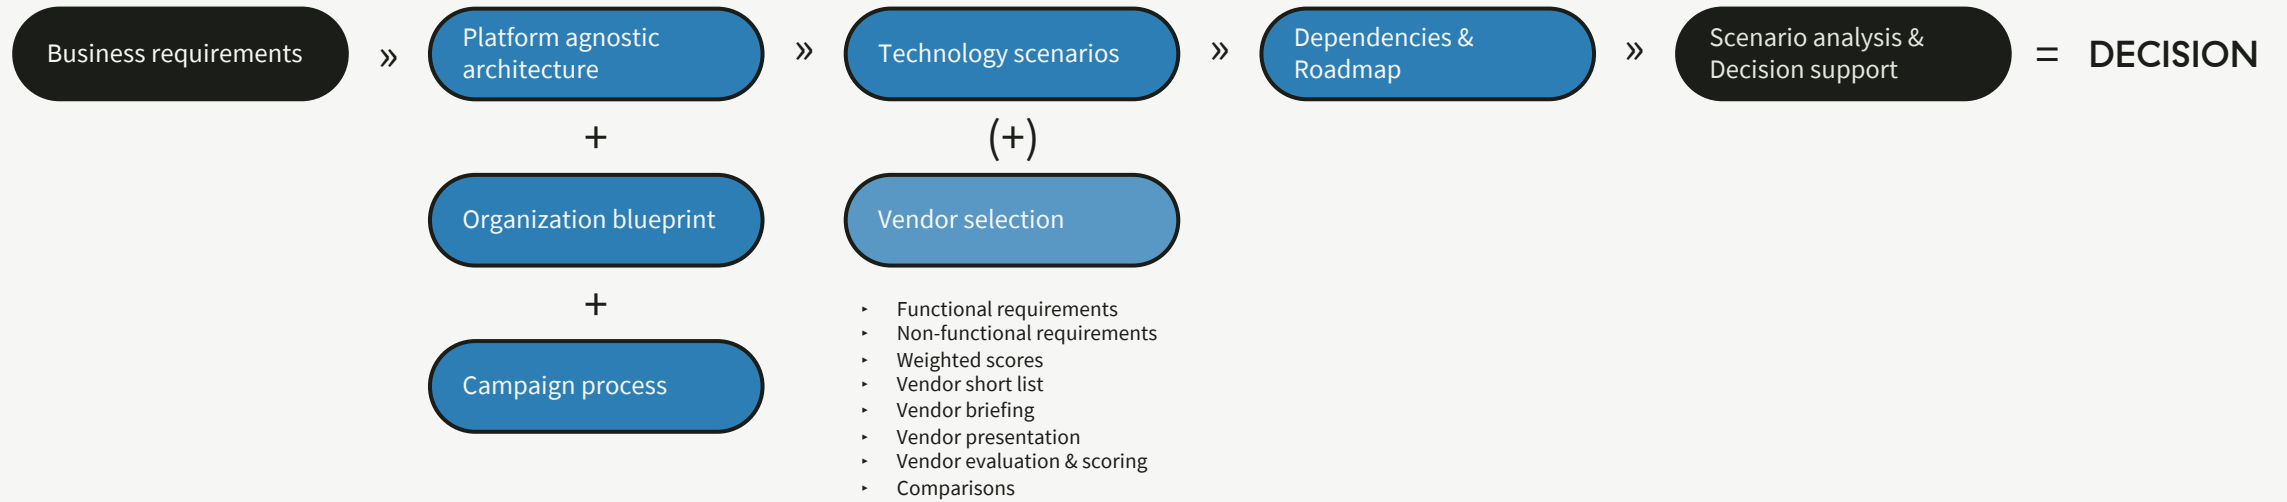 Business requirements
»
Platform agnostic
architecture
»
Technology scenarios
»
Dependencies &
Roadmap
»
Scenario analysis &
Decision support
= DECISION
+
(+)
Organization blueprint
Vendor selection
+
Campaign process
‣ Functional requirements
‣ Non-functional requirements
‣ Weighted scores
‣ Vendor short list
‣ Vendor briefing
‣ Vendor presentation
‣ Vendor evaluation & scoring
‣ Comparisons